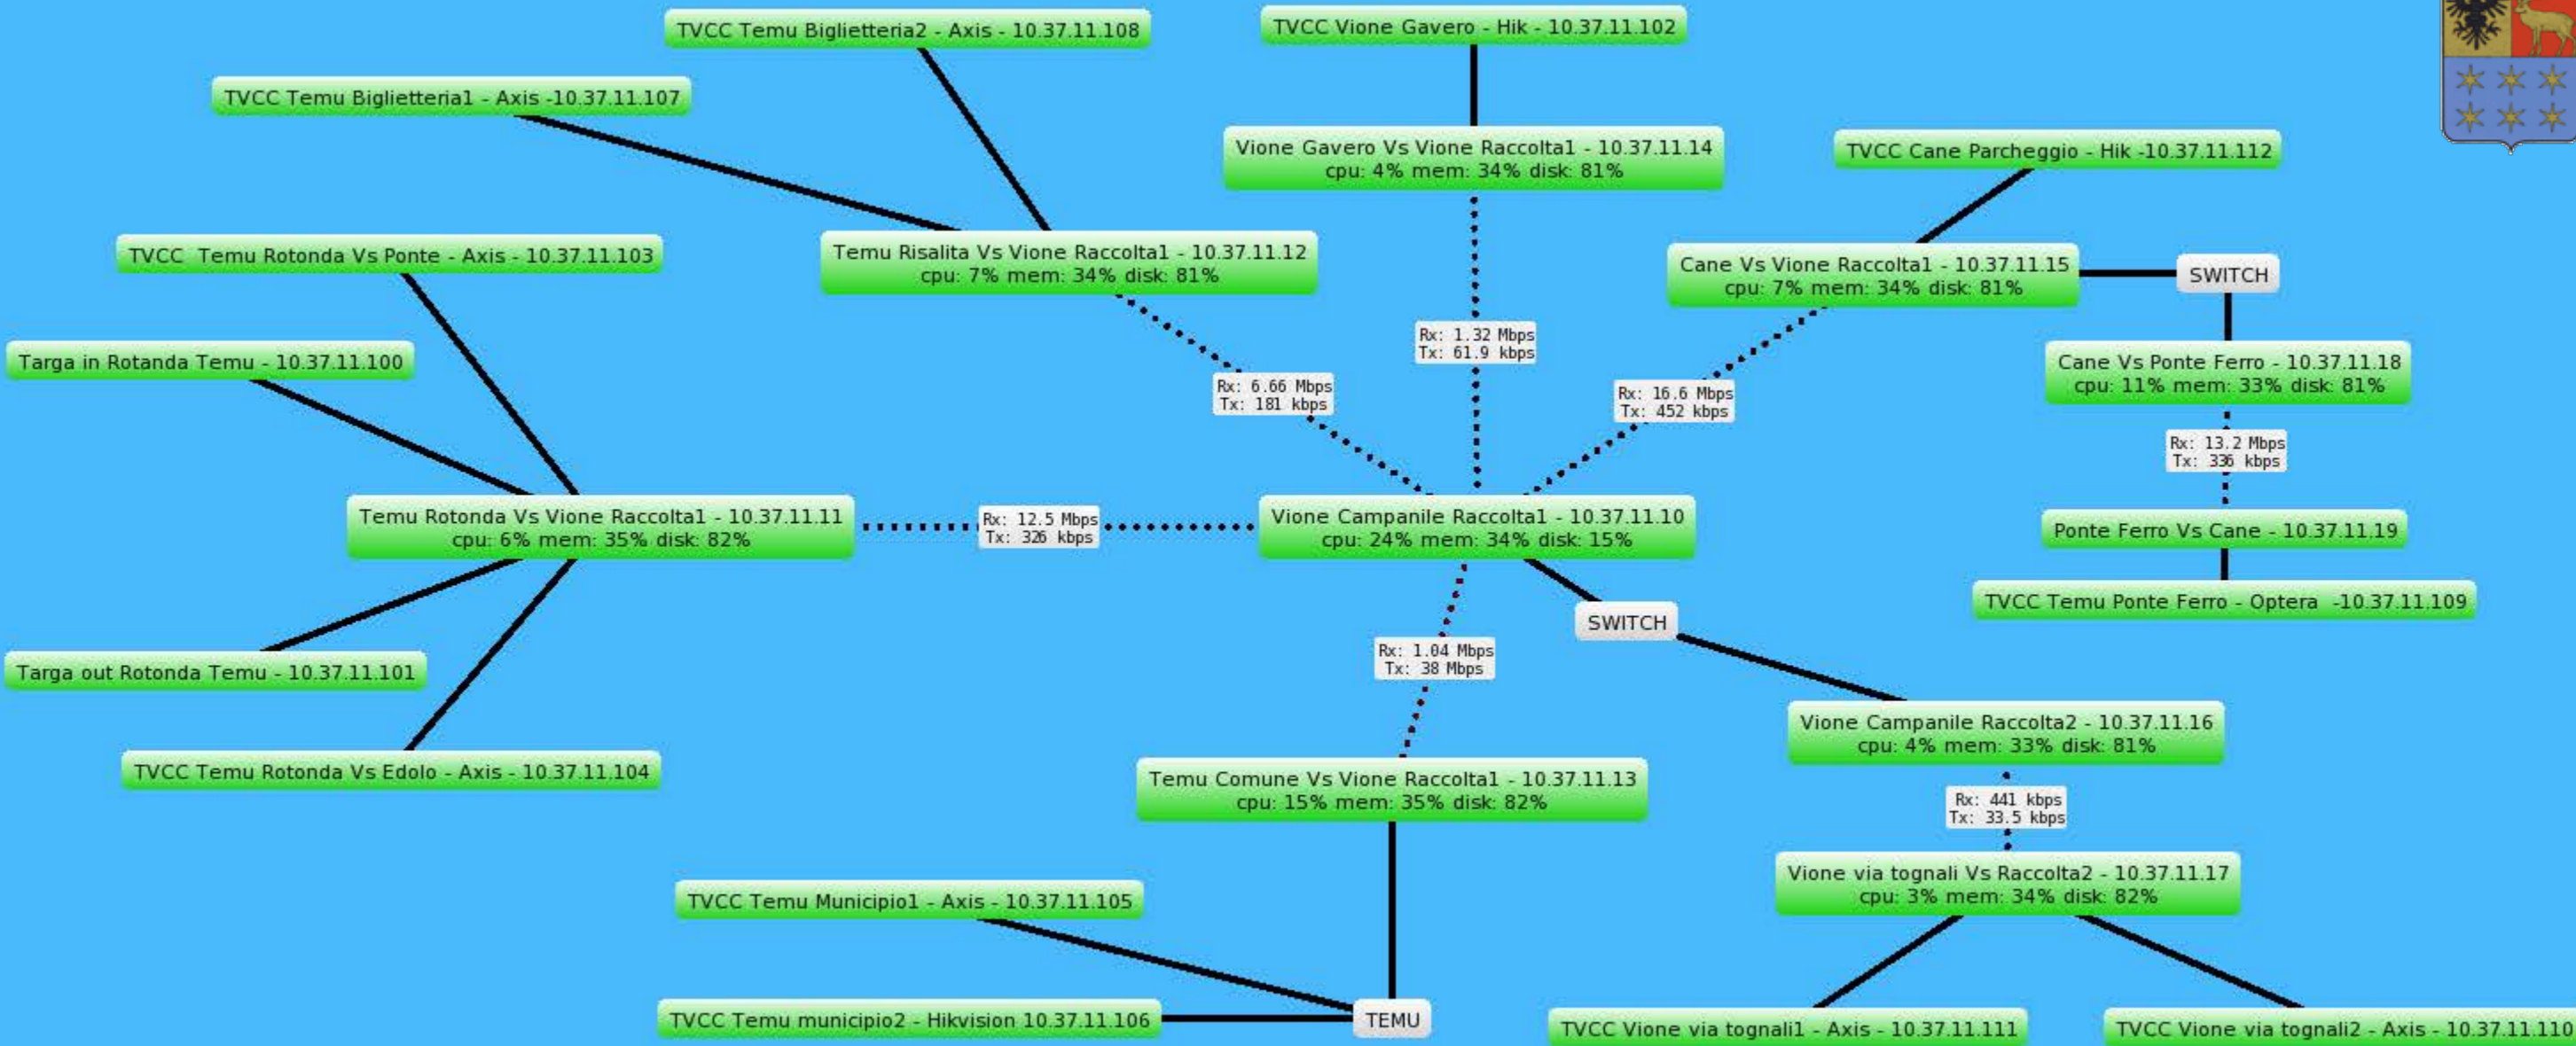 TVCC Temu Biglietteria2 - Axis - 10.37.11.108
TVCC Vione Gavero - Hik - 10.37.11.102
TVCC Temu Biglietteria1 - Axis -10.37.11.107
Vione Gavero Vs Vione Raccolta1 - 10.37.11.14
cpu: 4% mem: 34% disk: 81%
TVCC Cane Parcheggio - Hik -10.37.11.112
TVCC  Temu Rotonda Vs Ponte - Axis - 10.37.11.103
Temu Risalita Vs Vione Raccolta1 - 10.37.11.12
cpu: 7% mem: 34% disk: 81%
Cane Vs Vione Raccolta1 - 10.37.11.15
cpu: 7% mem: 34% disk: 81%
SWITCH
Targa in Rotanda Temu - 10.37.11.100
Rx: 1.32 Mbps
Tx: 61.9 kbps
Cane Vs Ponte Ferro - 10.37.11.18
cpu: 11% mem: 33% disk: 81%
Rx: 6.66 Mbps
Tx: 181 kbps
Rx: 16.6 Mbps
Tx: 452 kbps
Rx: 13.2 Mbps
Tx: 336 kbps
Temu Rotonda Vs Vione Raccolta1 - 10.37.11.11
cpu: 6% mem: 35% disk: 82%
Rx: 12.5 Mbps
Tx: 326 kbps
Vione Campanile Raccolta1 - 10.37.11.10
cpu: 24% mem: 34% disk: 15%
Ponte Ferro Vs Cane - 10.37.11.19
TVCC Temu Ponte Ferro - Optera  -10.37.11.109
SWITCH
Rx: 1.04 Mbps
Tx: 38 Mbps
Targa out Rotonda Temu - 10.37.11.101
Vione Campanile Raccolta2 - 10.37.11.16
cpu: 4% mem: 33% disk: 81%
TVCC Temu Rotonda Vs Edolo - Axis - 10.37.11.104
Temu Comune Vs Vione Raccolta1 - 10.37.11.13
cpu: 15% mem: 35% disk: 82%
Rx: 441 kbps
Tx: 33.5 kbps
Vione via tognali Vs Raccolta2 - 10.37.11.17
cpu: 3% mem: 34% disk: 82%
TVCC Temu Municipio1 - Axis - 10.37.11.105
TVCC Temu municipio2 - Hikvision 10.37.11.106
TEMU
TVCC Vione via tognali1 - Axis - 10.37.11.111
TVCC Vione via tognali2 - Axis - 10.37.11.110